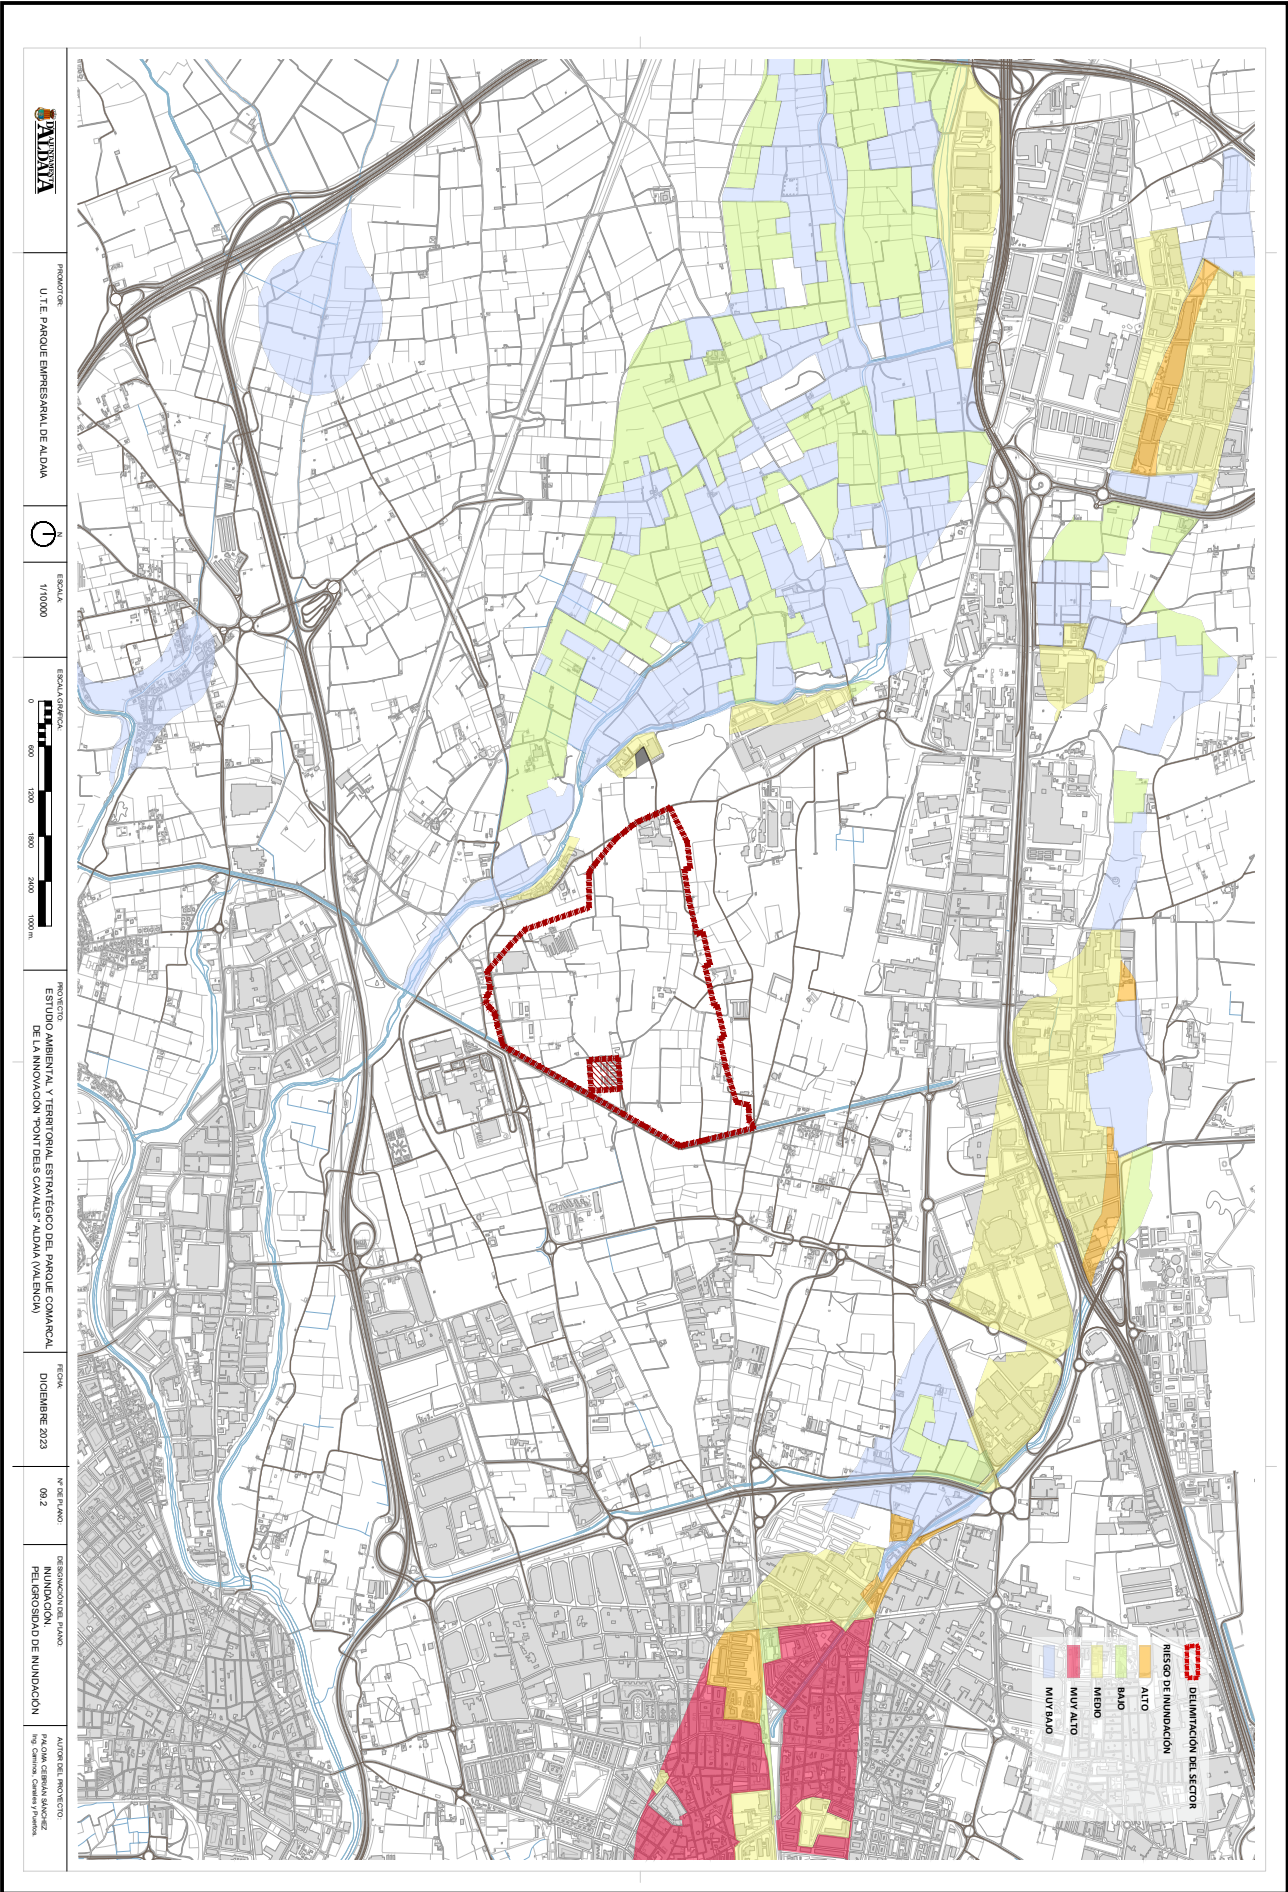 DELIMITACIÓN DEL SECTOR
RIESGO DE INUNDACIÓN
ALTO
BAJO
MEDIO
MUY ALTO
MUY BAJO
AJUNTAMENT
D'ALDAIA
PROMOTOR:
U.T.E. PARQUE EMPRESARIAL DE ALDAIA
N
ESCALA:
1/10000
ESCALA GRÁFICA:
0 600 1200 1800 2400 1000 m.
PROYECTO:
ESTUDIO AMBIENTAL Y TERRITORIAL ESTRATÉGICO DEL PARQUE COMARCAL
DE LA INNOVACIÓN "PONT DELS CAVALLS" ALDAIA (VALENCIA)
FECHA:
DICIEMBRE 2023
Nº DE PLANO:
09.2
DESIGNACIÓN DEL PLANO:
INUNDACIÓN.
PELIGROSIDAD DE INUNDACIÓN
AUTOR DEL PROYECTO:
PALOMA CEBRIÁN SÁNCHEZ
Ing. Caminos, Canales y Puertos